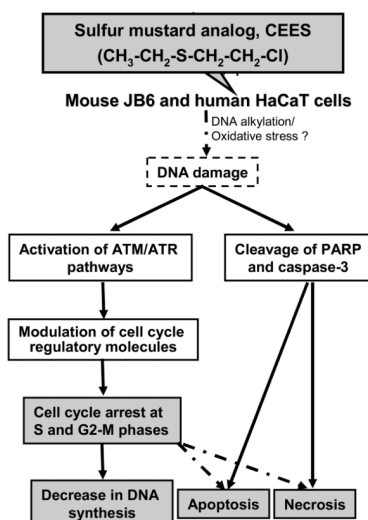 Sulfur mustard analog, CEES
(CH3-CH2-S-CH2-CH2-Cl)
Mouse JB6 and human HaCaT cells
DNA alkylation/
Oxidative stress ?
DNA damage
Activation of ATM/ATR
pathways
Cleavage of PARP
and caspase-3
Modulation of cell cycle
regulatory molecules
Cell cycle arrest at
S and G2-M phases
Decrease in DNA
synthesis
Apoptosis
Necrosis